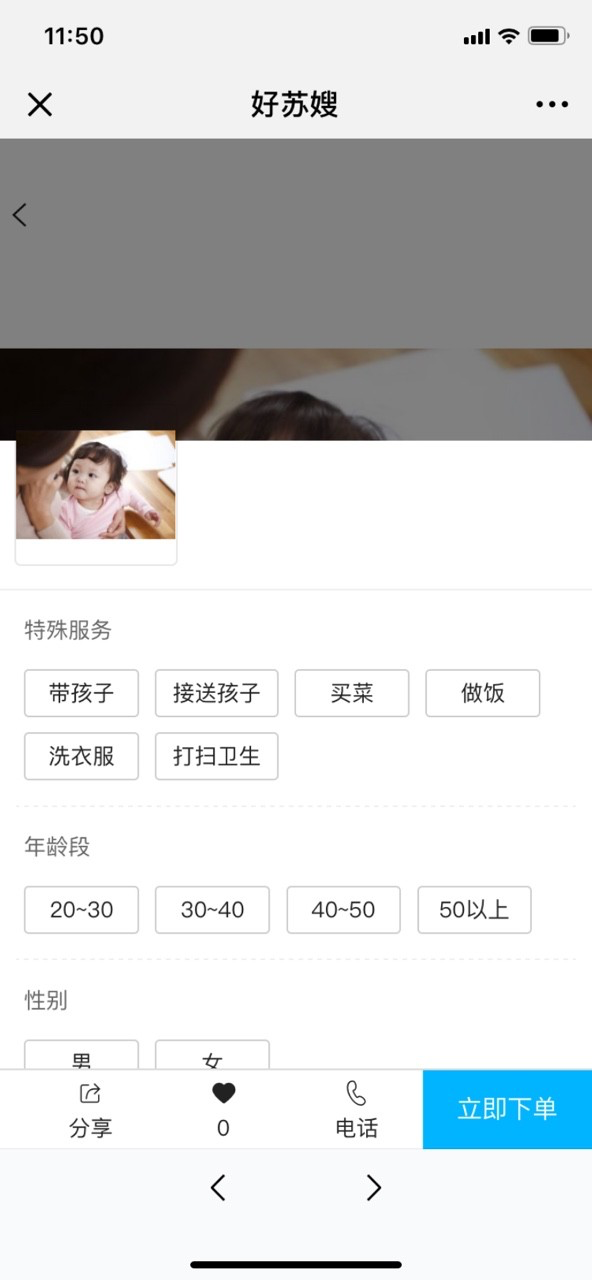 11:50
好苏嫂
特殊服务
带孩子 接送孩子 买菜 做饭
洗衣服 打扫卫生
年龄段
20~30 30~40 40~50 50以上
性别
男 女
分享 0 电话 立即下单